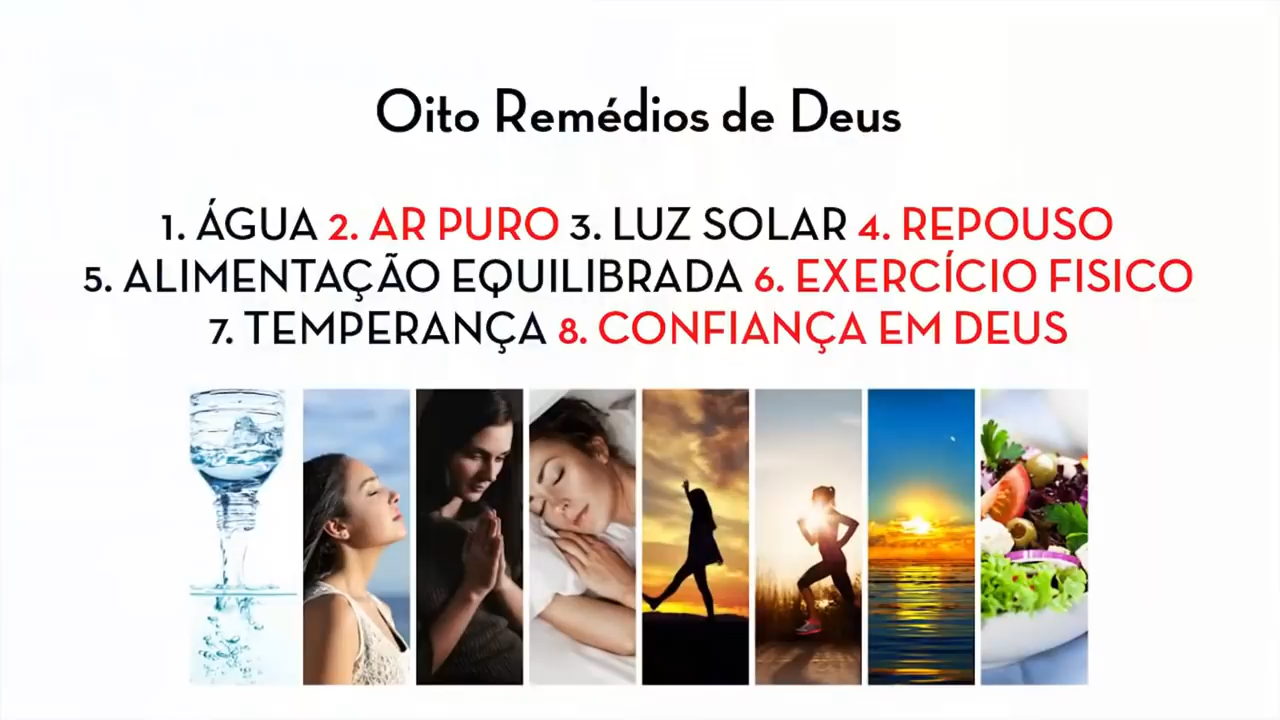 Oito Remédios de Deus
1. ÁGUA 2. AR PURO 3. LUZ SOLAR 4. REPOUSO
5. ALIMENTAÇÃO EQUILIBRADA 6. EXERCÍCIO FISICO
7. TEMPERANÇA 8. CONFIANÇA EM DEUS